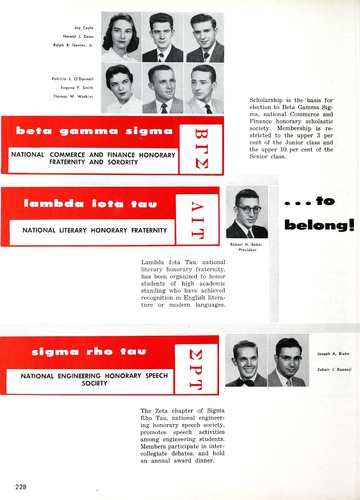 Joy Coyle
Harold J. Dean
Ralph R. Genter, Jr.
Patricia J. O'Donnell
Eugene P. Smith
Thomas W. Watkins
Scholarship is the basis for
election to Beta Gamma Sig-
ma, national Commerce and
Finance honorary scholastic
society. Membership is re-
stricted to the upper 3 per
cent of the Junior class and
the upper 10 per cent of the
Senior class.
beta gamma sigma
ΒΓΣ
NATIONAL COMMERCE AND FINANCE HONORARY
FRATERNITY AND SORORITY
lambda iota tau
ΛΙΤ
NATIONAL LITERARY HONORARY FRATERNITY
... to
belong!
Robert H. Baker
President
Lambda Iota Tau, national
literary honorary fraternity,
has been organized to honor
students of high academic
standing who have achieved
recognition in English litera-
ture or modern languages.
sigma rho tau
ΣΡΤ
NATIONAL ENGINEERING HONORARY SPEECH
SOCIETY
Joseph A. Biehn
Zuhair J.
The Zeta chapter of Sigma
Rho Tau, national engineer-
ing honorary speech society,
promotes speech activities
among engineering students.
Members participate in inter-
collegiate debates, and hold
an annual award dinner.
228